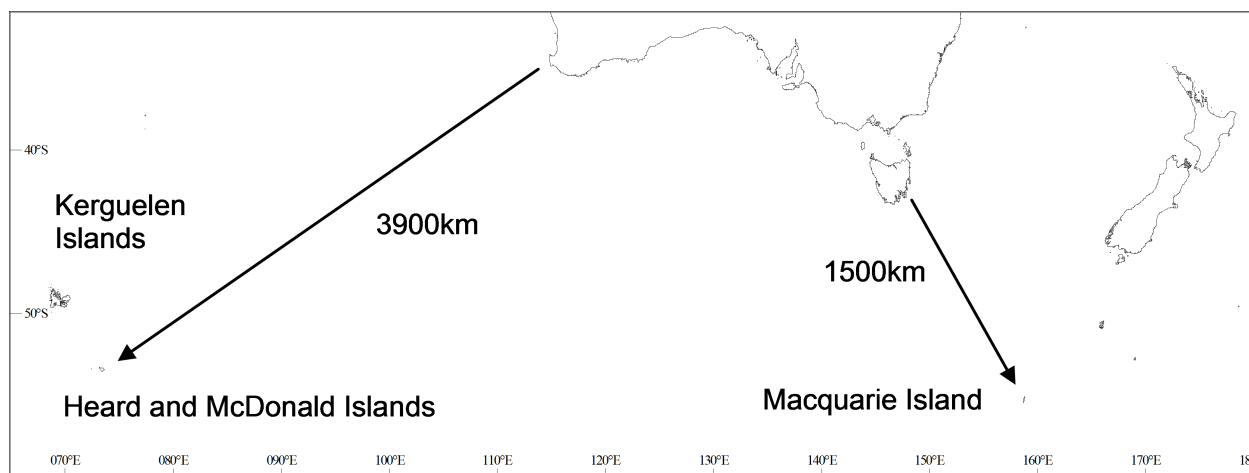 40°S
Kerguelen
Islands
3900km
1500km
50°S
Heard and McDonald Islands
Macquarie Island
070°E 080°E 090°E 100°E 110°E 120°E 130°E 140°E 150°E 160°E 170°E 18